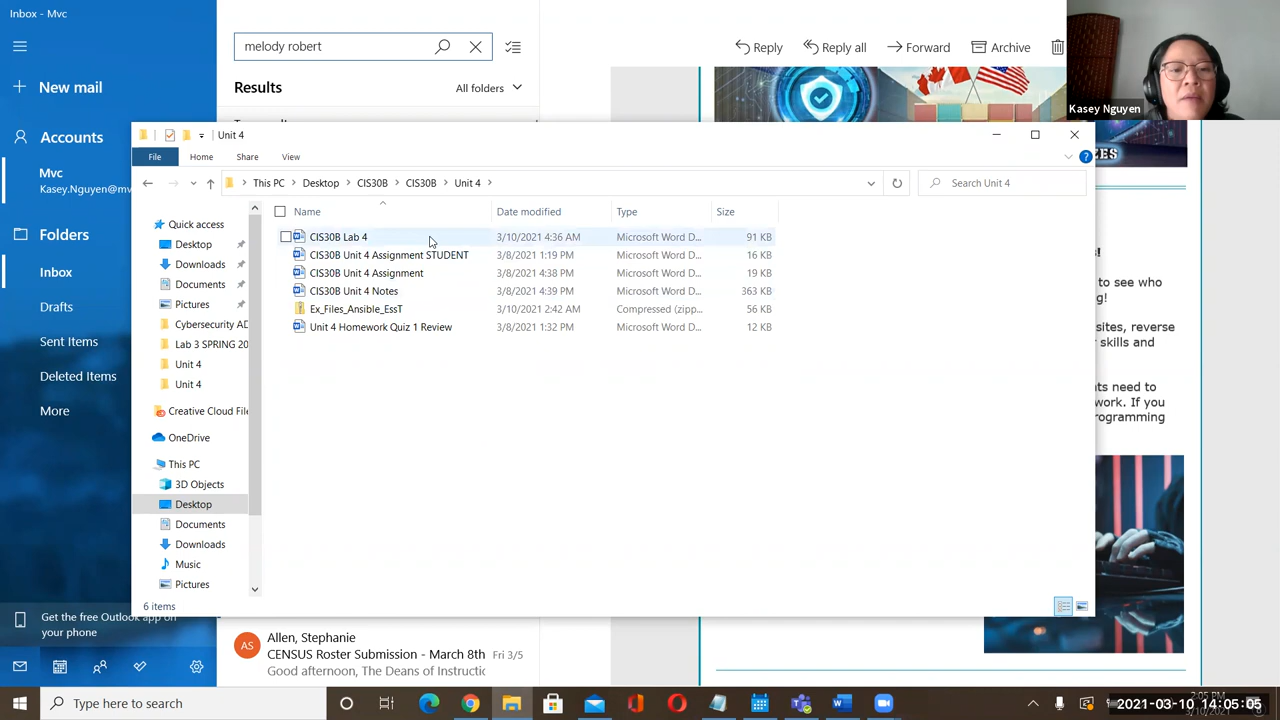 Inbox - Mvc
melody robert
Reply
Reply all
Forward
Archive
Kasey Nguyen
New mail
Results
All folders
Accounts
Mvc
Kasey.Nguyen@mv
Folders
Inbox
Drafts
Sent Items
Deleted Items
More
Get the free Outlook app on
your phone
Unit 4
File
Home
Share
View
This PC
Desktop
CIS30B
CIS30B
Unit 4
Search Unit 4
Quick access
Desktop
Downloads
Documents
Pictures
Cybersecurity AD
Lab 3 SPRING 20
Unit 4
Unit 4
Creative Cloud File
OneDrive
This PC
3D Objects
Desktop
Documents
Downloads
Music
Pictures
Name Date modified Type Size
CIS30B Lab 4 3/10/2021 4:36 AM Microsoft Word D... 91 KB
CIS30B Unit 4 Assignment STUDENT 3/8/2021 1:19 PM Microsoft Word D... 16 KB
CIS30B Unit 4 Assignment 3/8/2021 4:38 PM Microsoft Word D... 19 KB
CIS30B Unit 4 Notes 3/8/2021 4:39 PM Microsoft Word D... 363 KB
Ex_Files_Ansible_EssT 3/10/2021 2:42 AM Compressed (zipp... 56 KB
Unit 4 Homework Quiz 1 Review 3/8/2021 1:32 PM Microsoft Word D... 12 KB
6 items
ZES
to see who
sites, reverse
skills and
nts need to
work. If you
rogramming
AS
Allen, Stephanie
CENSUS Roster Submission - March 8th
Good afternoon, The Deans of Instructic
Fri 3/5
Type here to search
2:05 PM
2021-03-10 14:05:05
3/10/2021